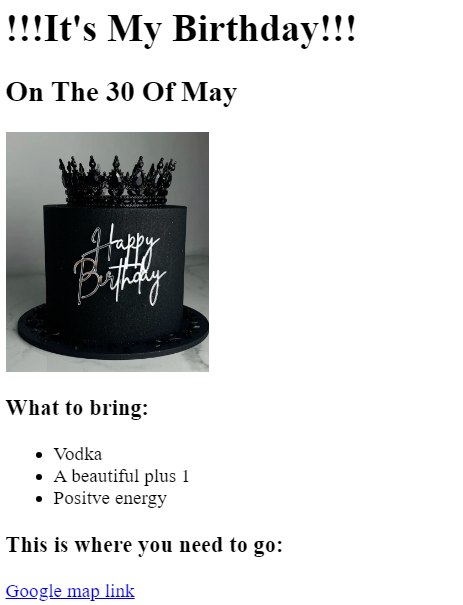 !!!It's My Birthday!!!
On The 30 Of May
Happy
Birthday
What to bring:
Vodka
A beautiful plus 1
Positve energy
This is where you need to go:
Google map link